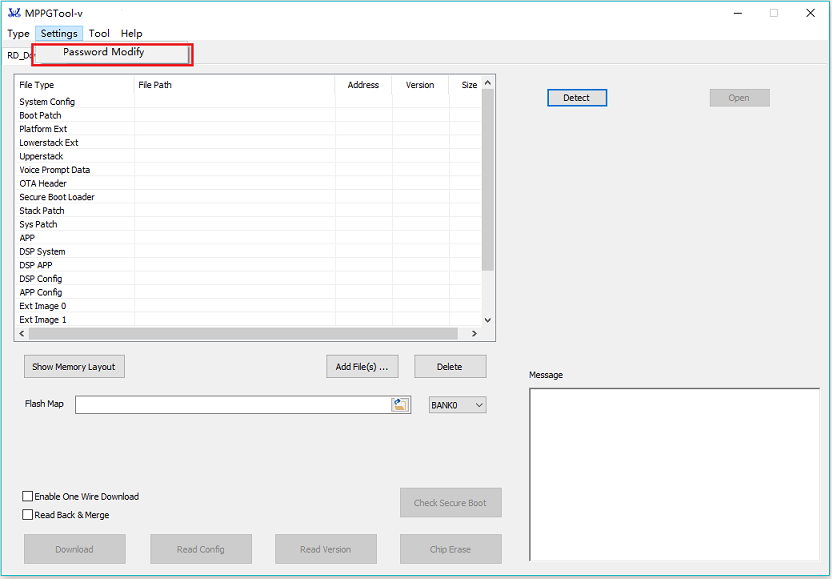 MPPGTool-v
Type Settings Tool Help
Password Modify
File Type File Path Address Version Size
System Config
Boot Patch
Platform Ext
Lowerstack Ext
Upperstack
Voice Prompt Data
OTA Header
Secure Boot Loader
Stack Patch
Sys Patch
APP
DSP System
DSP APP
DSP Config
APP Config
Ext Image 0
Ext Image 1
Detect Open
Show Memory Layout Add File(s) ... Delete
Message
Flash Map BANK0
Enable One Wire Download
Read Back & Merge
Check Secure Boot
Download Read Config Read Version Chip Erase